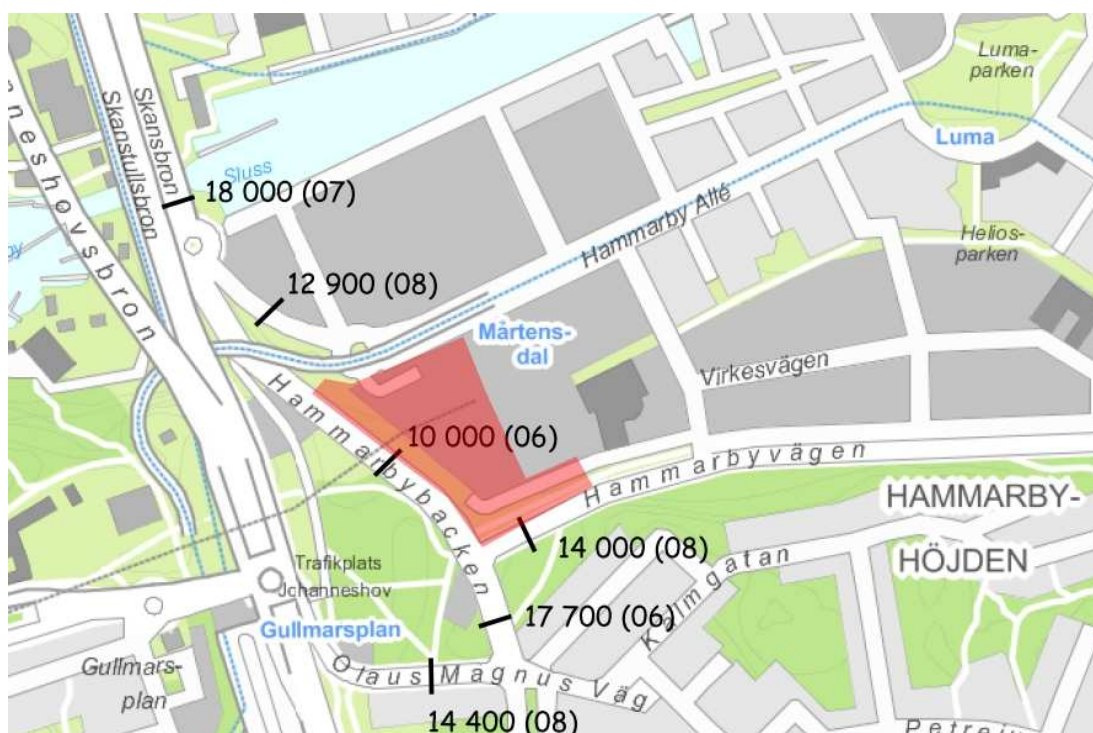 nneshovsbron
Skanstullsbron
Skansbron
Sluss
18 000 (07)
12 900 (08)
Luma-
parken
Luma
Hammarby Allé
Helios-
parken
Mårtens-
dal
Virkesvägen
Hammarbybacken
10 000 (06)
Hammarbyvägen
HAMMARBY-
HÖJDEN
14 000 (08)
Trafikplats
Johanneshov
Kalmgatan
17 700 (06)
Gullmarsplan
Gullmars-
plan
Olaus Magnus Väg
14 400 (08)